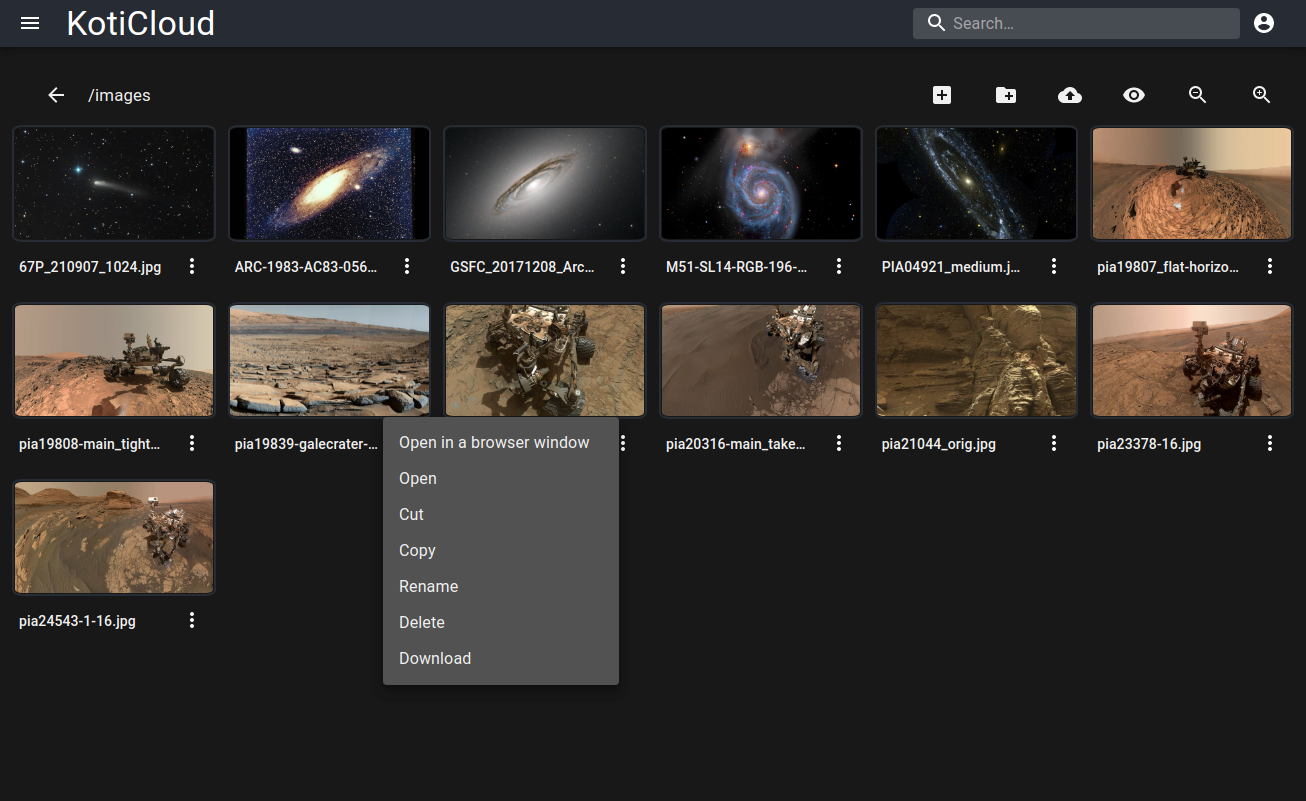 KotiCloud
Search…
/images
67P_210907_1024.jpg
ARC-1983-AC83-056…
GSFC_20171208_Arc…
M51-SL14-RGB-196-…
PIA04921_medium.j…
pia19807_flat-horizo…
pia19808-main_tight…
pia19839-galecrater-…
pia20316-main_take…
pia21044_orig.jpg
pia23378-16.jpg
Open in a browser window
Open
Cut
Copy
Rename
Delete
Download
pia24543-1-16.jpg